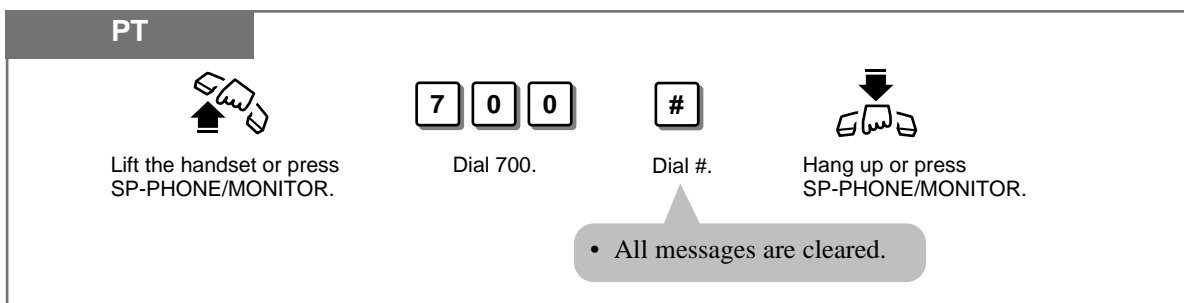 PT
7 0 0 #
Lift the handset or press
SP-PHONE/MONITOR.
Dial 700.
Dial #.
Hang up or press
SP-PHONE/MONITOR.
• All messages are cleared.